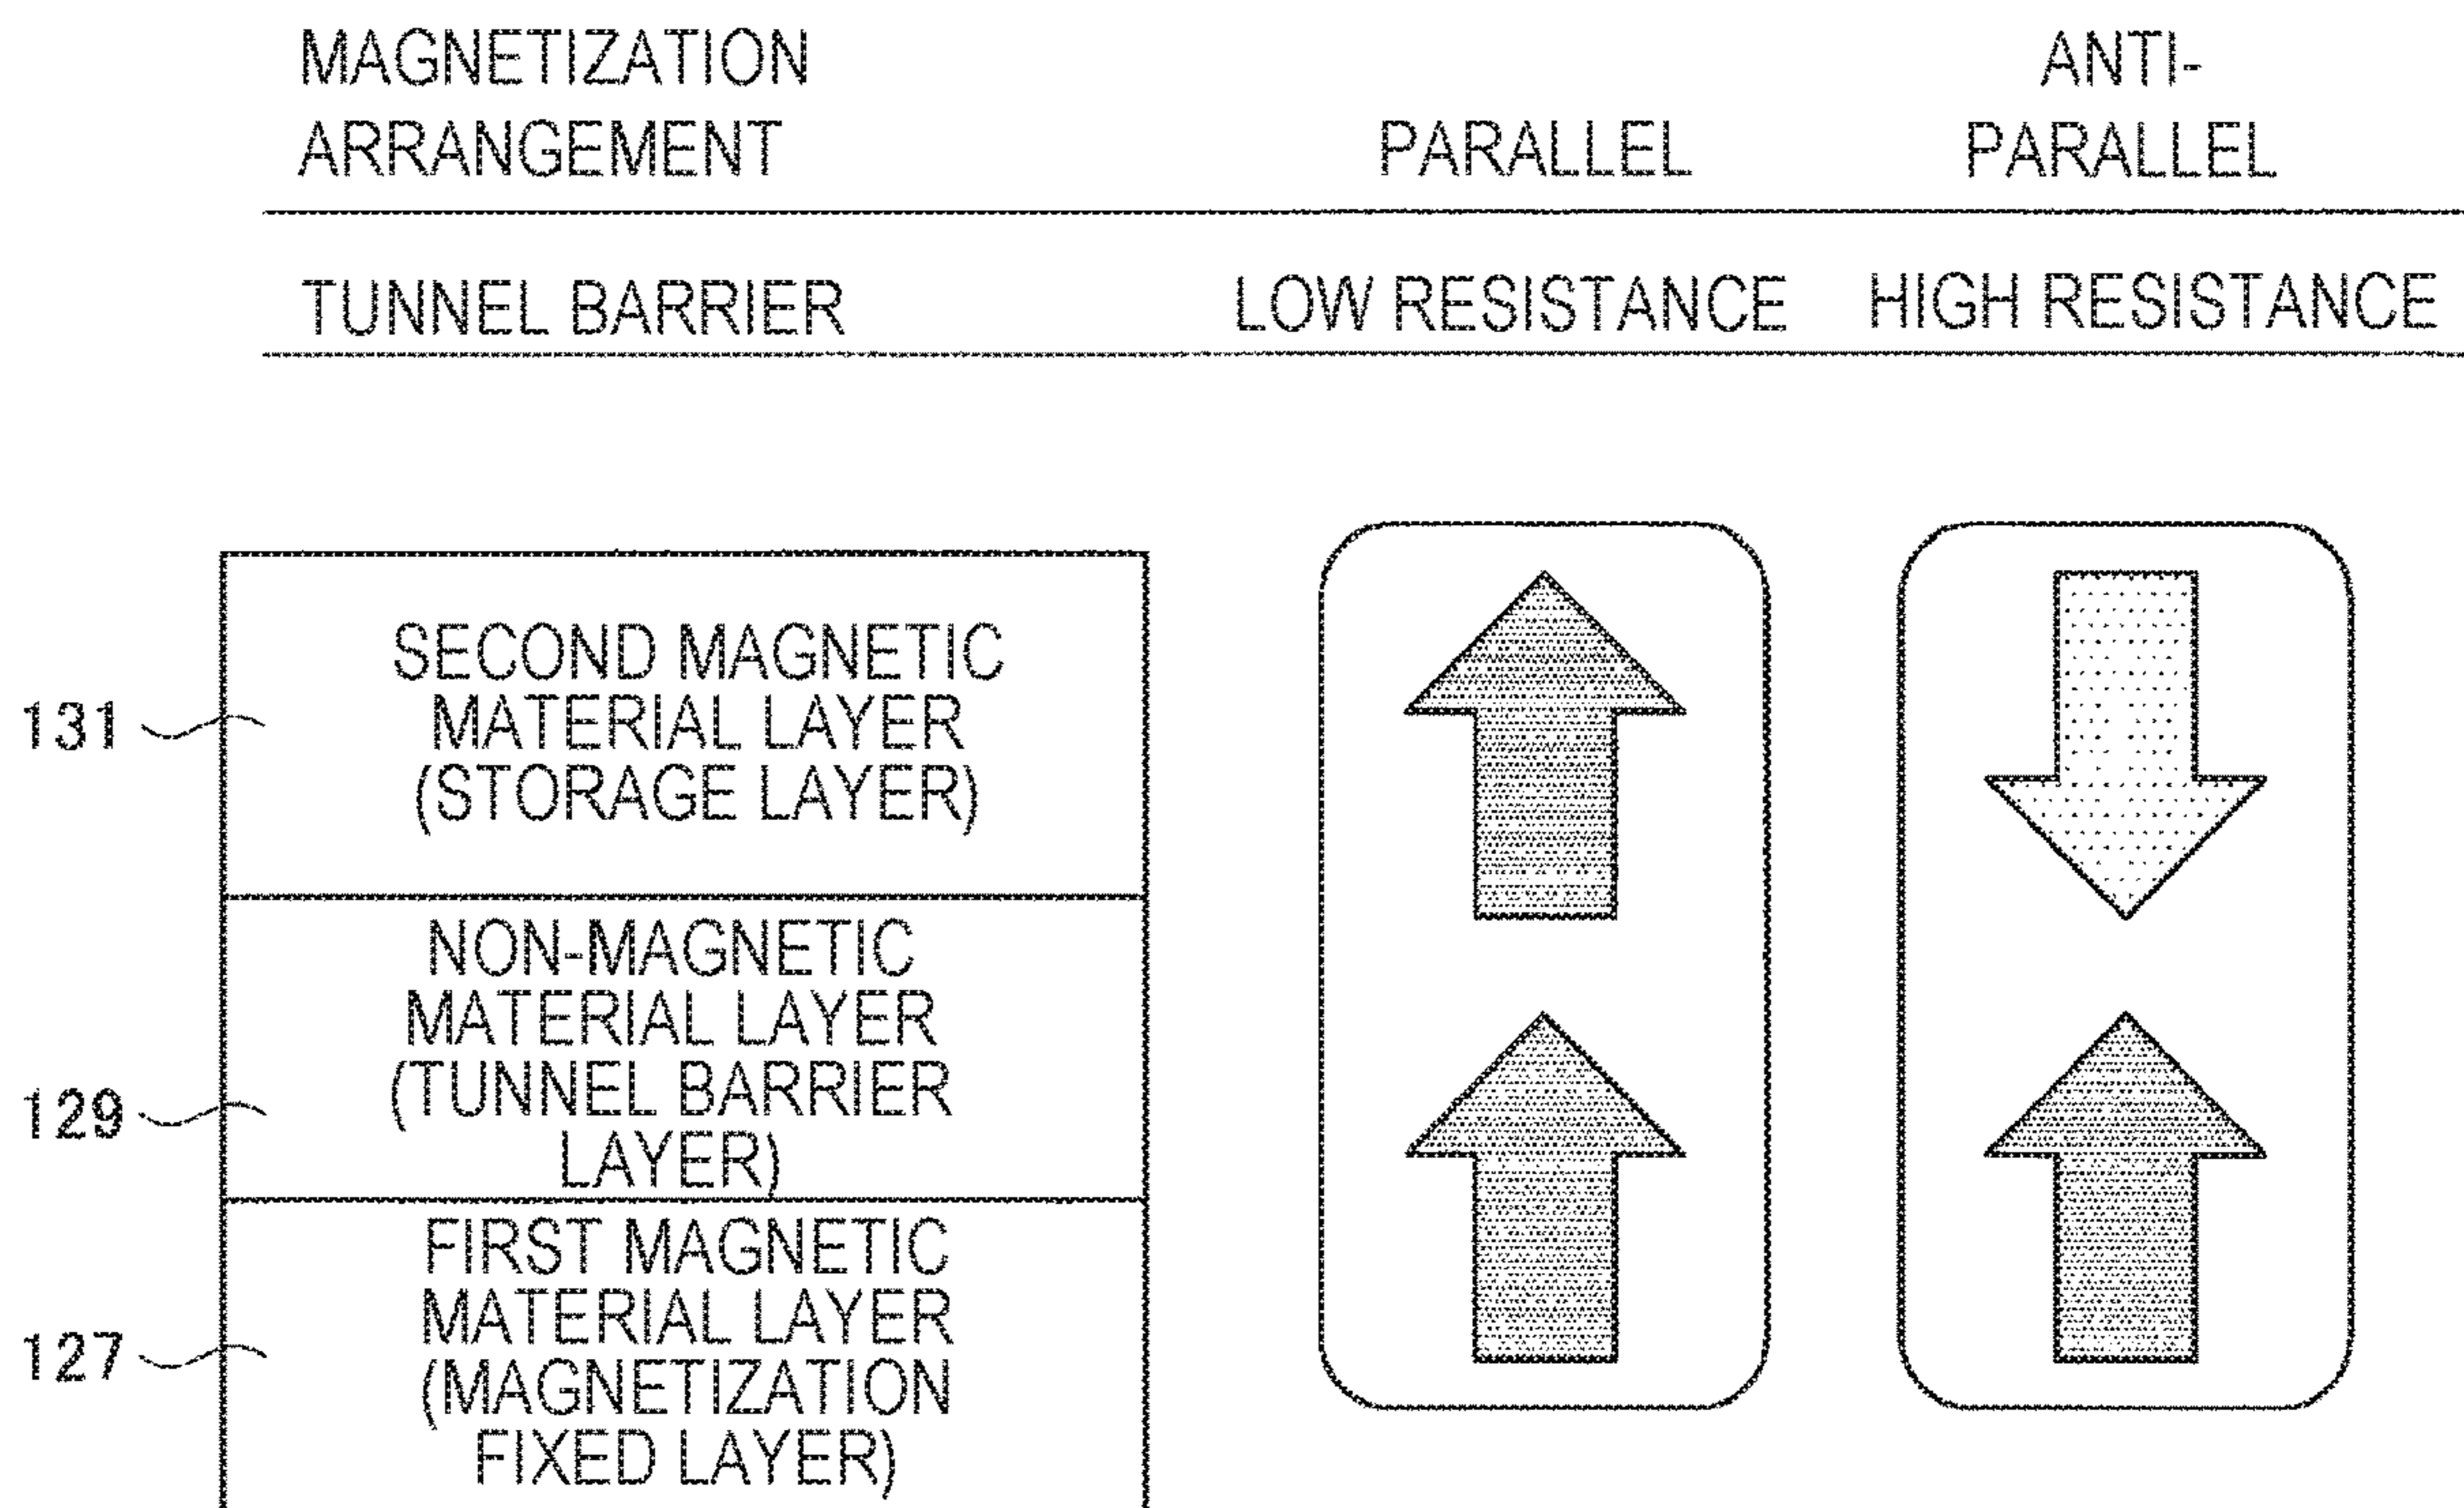 MAGNETIZATION
ARRANGEMENT
PARALLEL
ANTI-
PARALLEL
TUNNEL BARRIER
LOW RESISTANCE
HIGH RESISTANCE
131
SECOND MAGNETIC
MATERIAL LAYER
(STORAGE LAYER)
129
NON-MAGNETIC
MATERIAL LAYER
(TUNNEL BARRIER
LAYER)
127
FIRST MAGNETIC
MATERIAL LAYER
(MAGNETIZATION
FIXED LAYER)